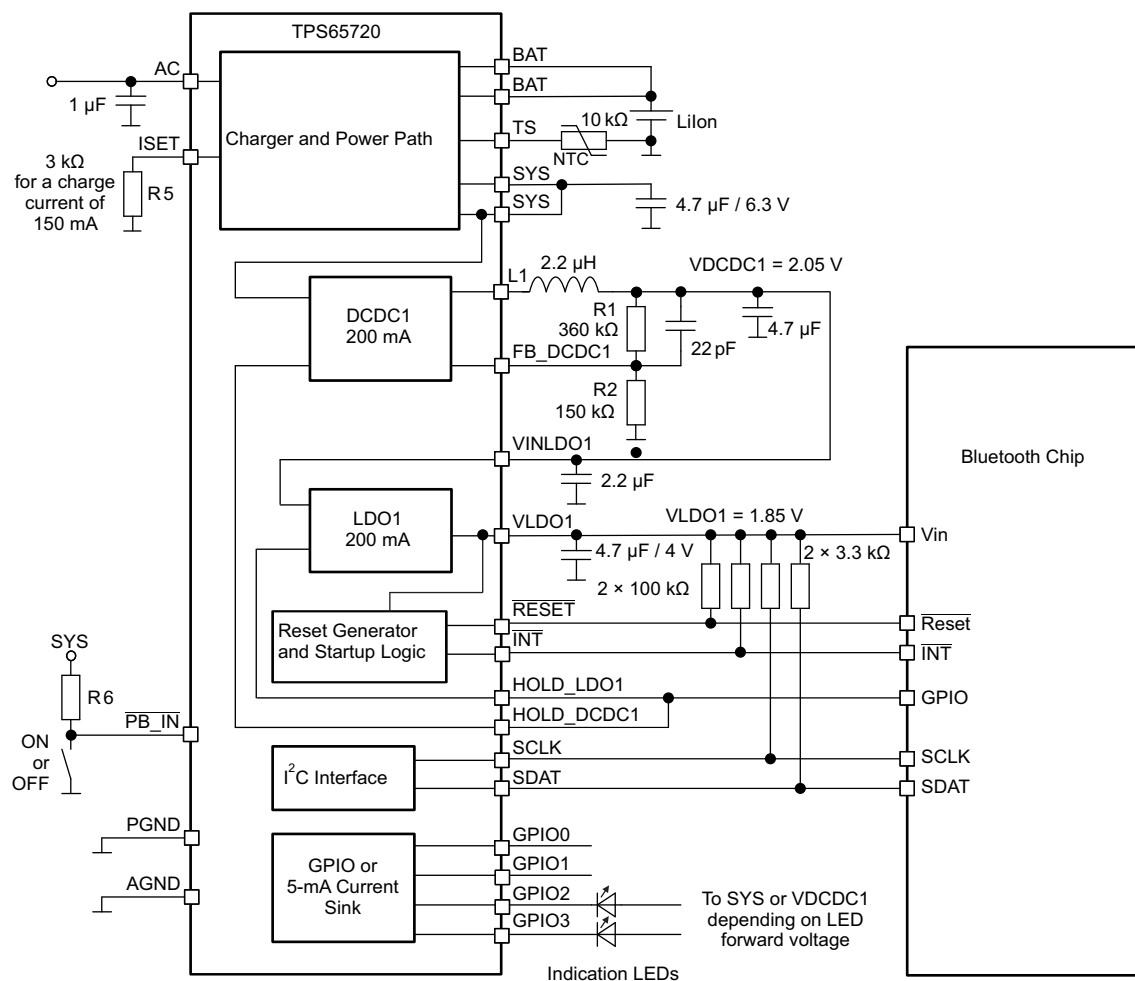 TPS65720
AC
1 µF
ISET
3 kΩ
for a charge
current of
150 mA
R5
Charger and Power Path
BAT
BAT
TS
10 kΩ
NTC
LiIon
SYS
SYS
4.7 µF / 6.3 V
L1
2.2 µH
VDCDC1 = 2.05 V
DCDC1
200 mA
R1
360 kΩ
22 pF
4.7 µF
FB_DCDC1
R2
150 kΩ
VINLDO1
2.2 µF
LDO1
200 mA
VLDO1
VLDO1 = 1.85 V
4.7 µF / 4 V
2 × 100 kΩ
2 × 3.3 kΩ
Bluetooth Chip
Vin
RESET
Reset
Reset Generator
and Startup Logic
INT
INT
HOLD_LDO1
GPIO
HOLD_DCDC1
SYS
R6
PB_IN
ON
or
OFF
I²C Interface
SCLK
SCLK
SDAT
SDAT
PGND
AGND
GPIO or
5-mA Current
Sink
GPIO0
GPIO1
GPIO2
GPIO3
To SYS or VDCDC1
depending on LED
forward voltage
Indication LEDs